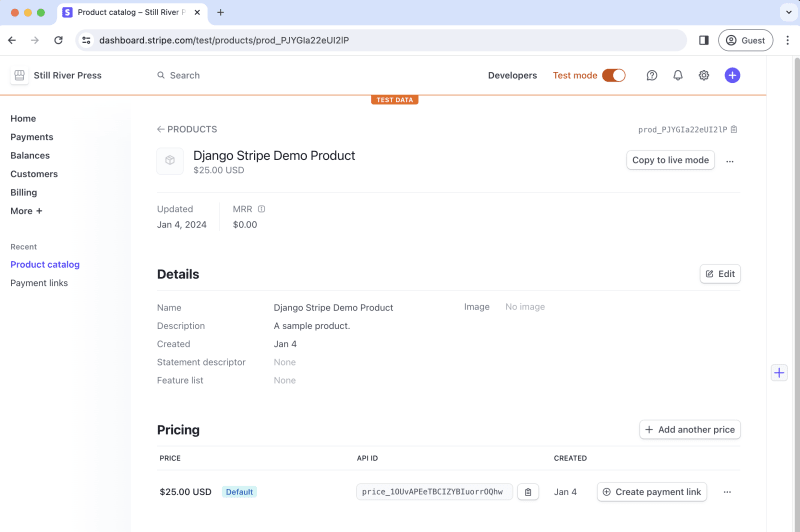 Product catalog – Still River P
dashboard.stripe.com/test/products/prod_PJYGIa22eUI2lP
Guest
Still River Press
Search
Developers
Test mode
TEST DATA
Home
Payments
Balances
Customers
Billing
More +
Recent
Product catalog
Payment links
PRODUCTS
prod_PJYGIa22eUI2lP
Django Stripe Demo Product
$25.00 USD
Copy to live mode
Updated
MRR
Jan 4, 2024
$0.00
Details
Edit
Name
Django Stripe Demo Product
Image
No image
Description
A sample product.
Created
Jan 4
Statement descriptor
None
Feature list
None
Pricing
Add another price
PRICE
API ID
CREATED
$25.00 USD
Default
price_1OUvAPEeTBCIZYBIuorrOQhw
Jan 4
Create payment link